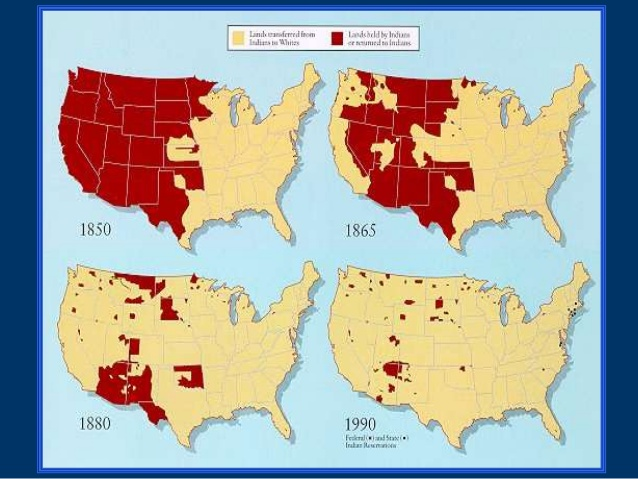 Lands transferred from
Indians to Whites
Lands held by Indians
or returned to Indians
1850
1865
1880
1990
Federal (•) and State (•)
Indian Reservations